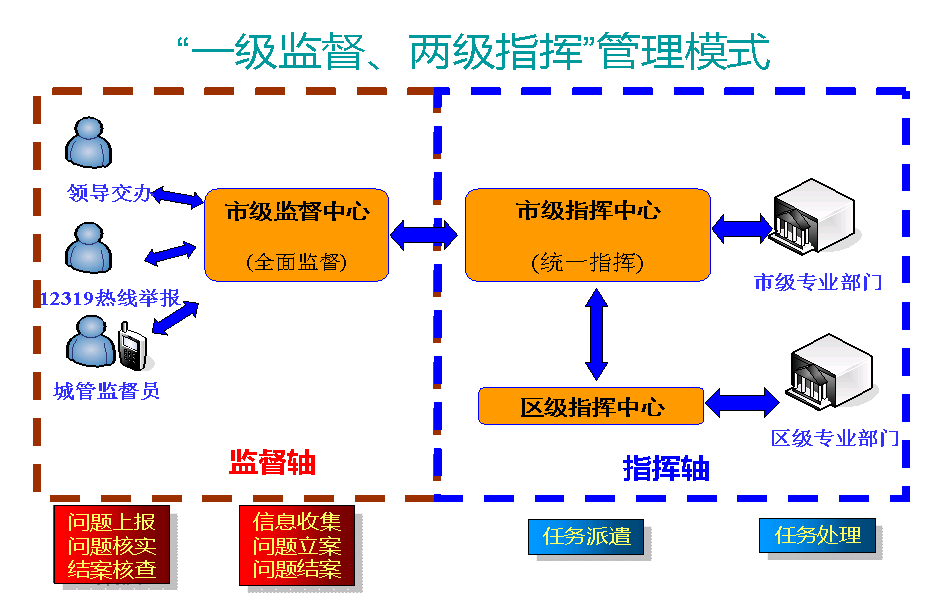 “一级监督、两级指挥”管理模式
领导交办
12319热线举报
城管监督员
市级监督中心
(全面监督)
监督轴
市级指挥中心
(统一指挥)
区级指挥中心
市级专业部门
区级专业部门
指挥轴
问题上报
问题核实
结案核查
信息收集
问题立案
问题结案
任务派遣
任务处理